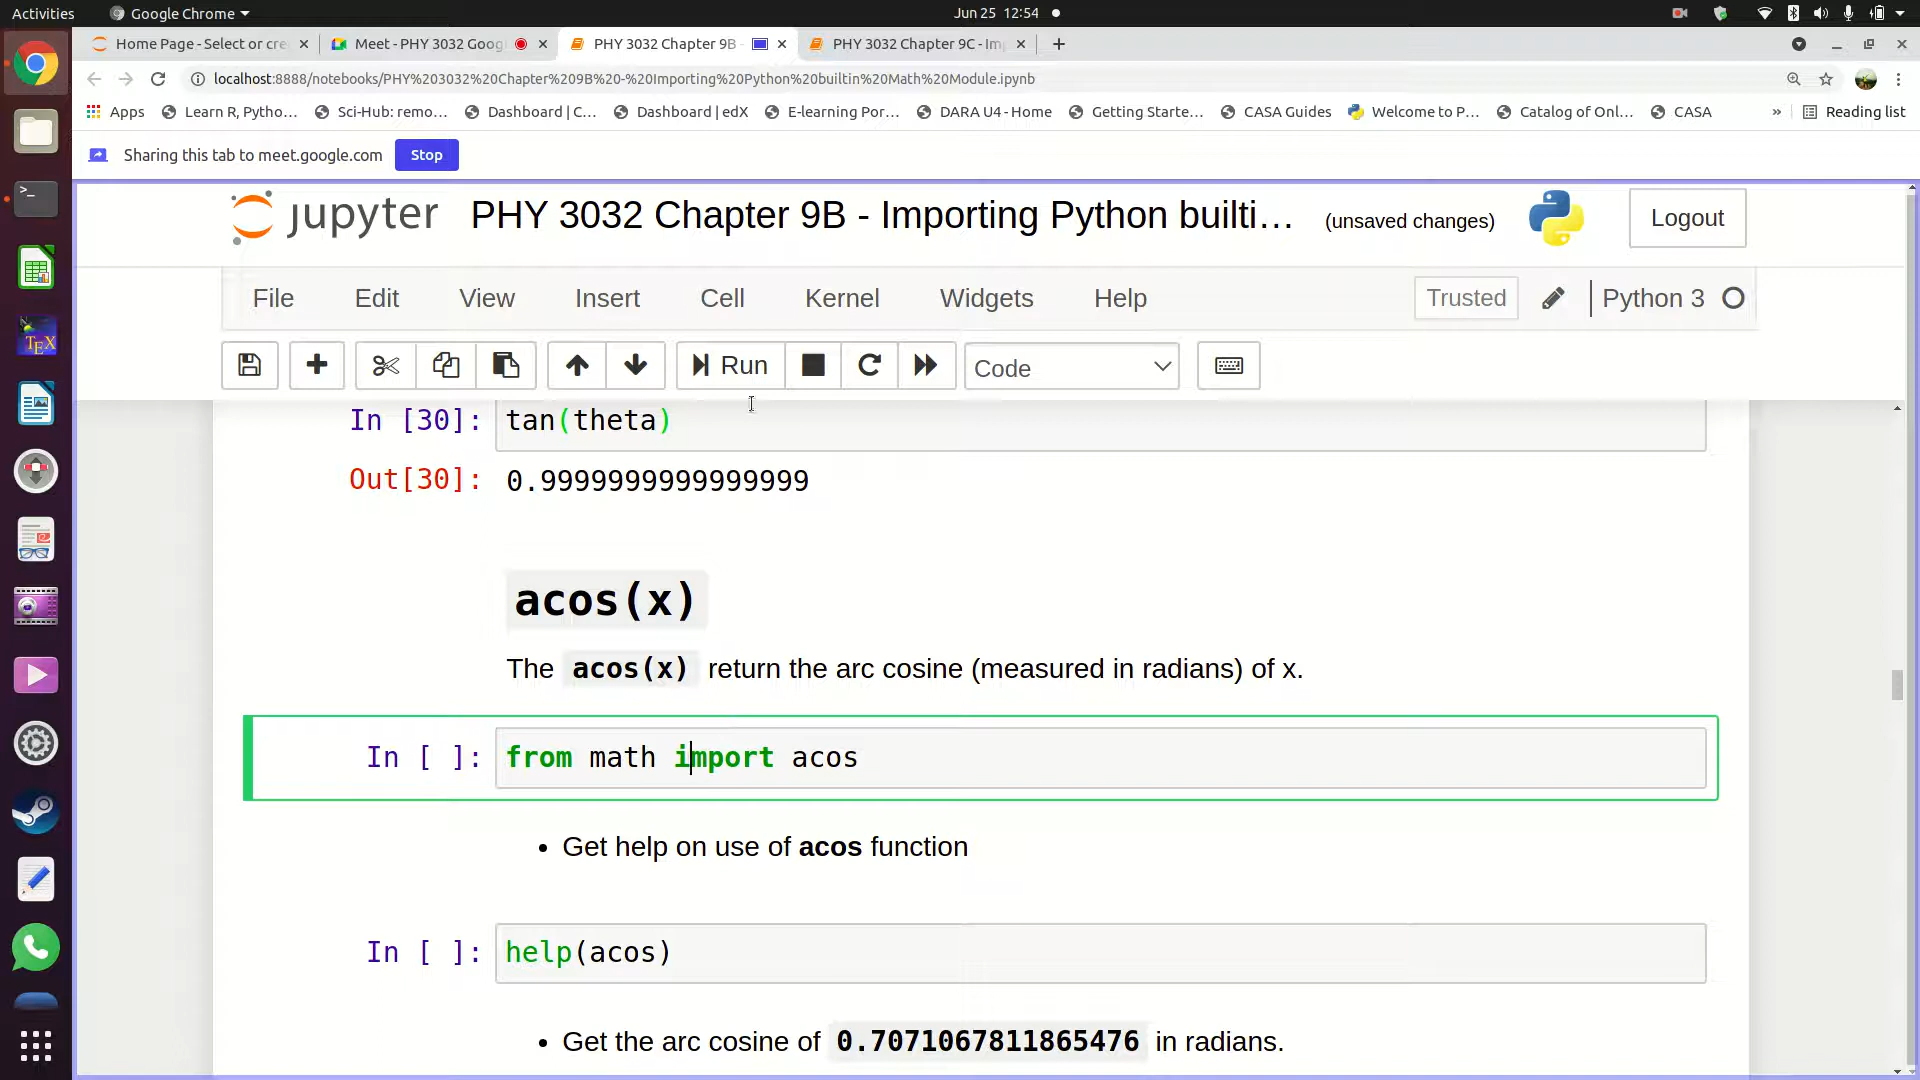 Activities Google Chrome Jun 25 12:54
Home Page - Select or cre Meet - PHY 3032 Goog PHY 3032 Chapter 9B - PHY 3032 Chapter 9C - Im
localhost:8888/notebooks/PHY%203032%20Chapter%209B%20-%20Importing%20Python%20builtin%20Math%20Module.ipynb
Apps Learn R, Pytho... Sci-Hub: remo... Dashboard | C... Dashboard | edX E-learning Por... DARA U4 - Home Getting Starte... CASA Guides Welcome to P... Catalog of Onl... CASA » Reading list
Sharing this tab to meet.google.com Stop
jupyter PHY 3032 Chapter 9B - Importing Python builti... (unsaved changes) Logout
File Edit View Insert Cell Kernel Widgets Help Trusted Python 3
Run Code
In [30]: tan(theta)
Out[30]: 0.9999999999999999
acos(x)
The acos(x) return the arc cosine (measured in radians) of x.
In [ ]: from math import acos
• Get help on use of acos function
In [ ]: help(acos)
• Get the arc cosine of 0.7071067811865476 in radians.